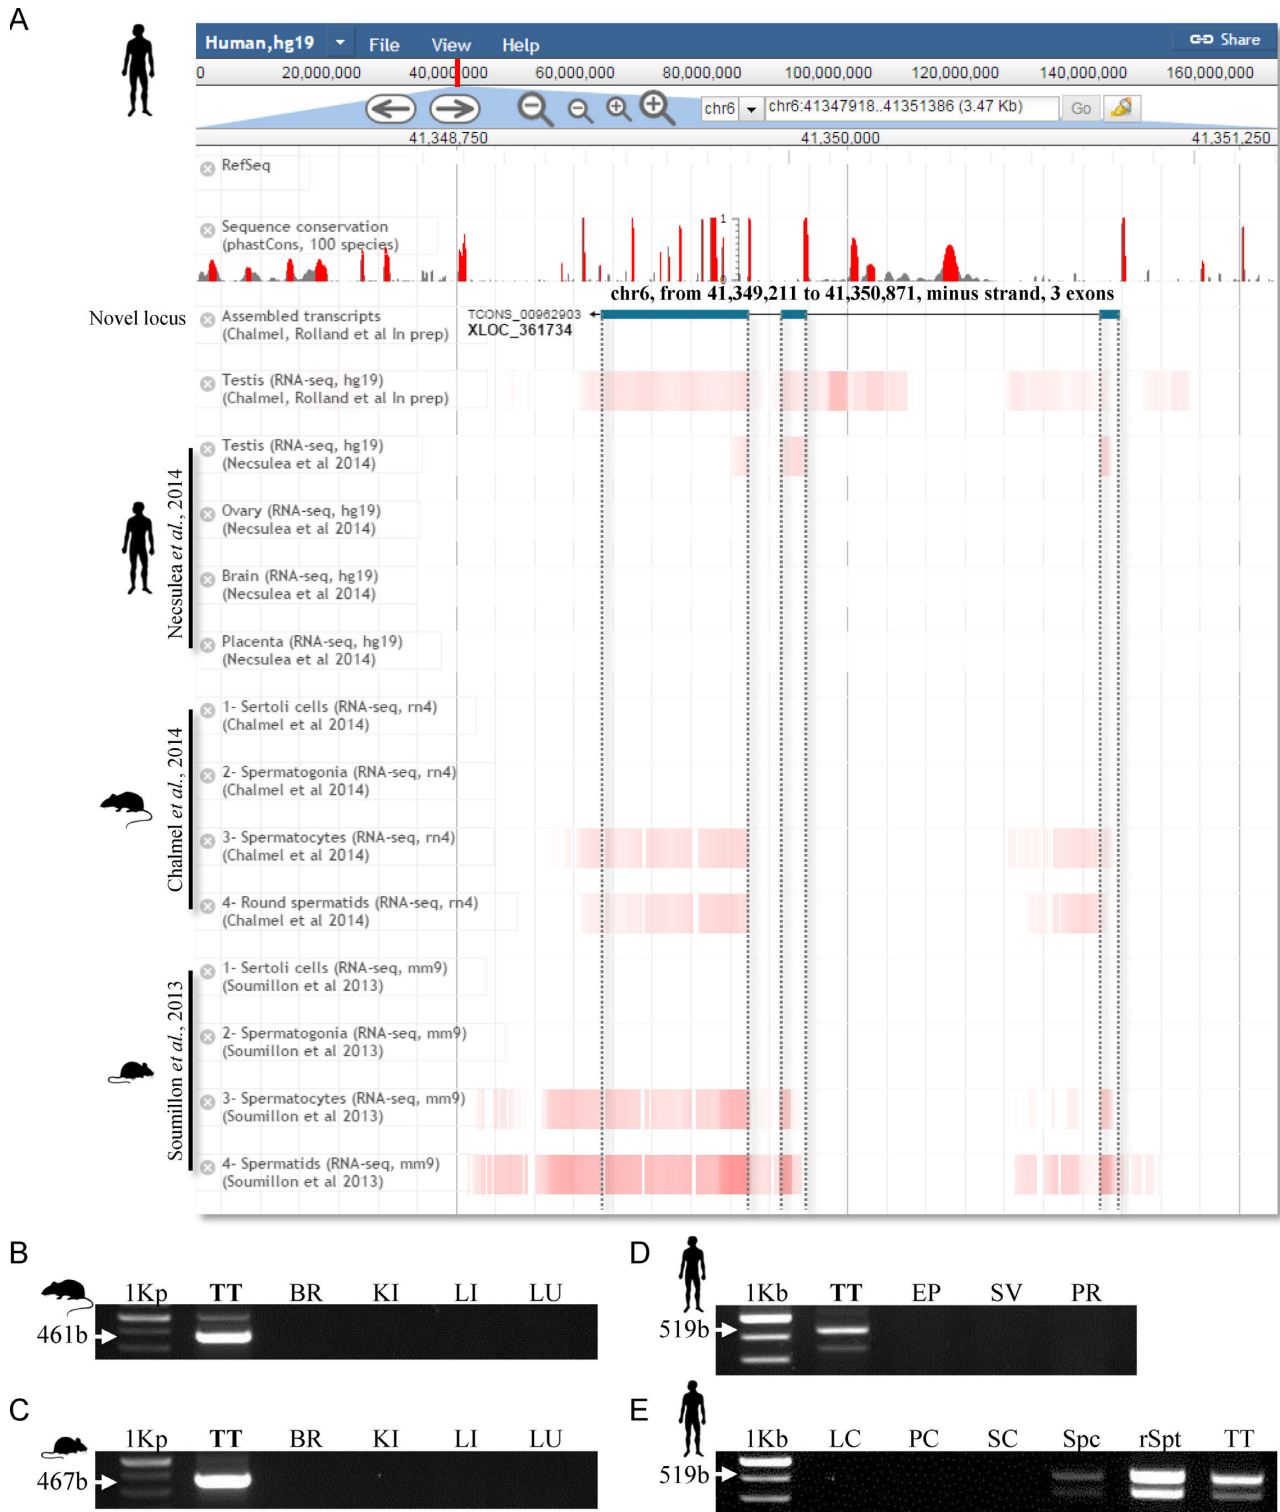 A
Human,hg19 File View Help Share
0 20,000,000 40,000,000 60,000,000 80,000,000 100,000,000 120,000,000 140,000,000 160,000,000
chr6 chr6:41347918..41351386 (3.47 Kb) Go
41,348,750 41,350,000 41,351,250
RefSeq
Sequence conservation
(phastCons, 100 species)
1
0
chr6, from 41,349,211 to 41,350,871, minus strand, 3 exons
Novel locus
Assembled transcripts
(Chalmel, Rolland et al In prep)
TCONS_00962903
XLOC_361734
Testis (RNA-seq, hg19)
(Chalmel, Rolland et al In prep)
Necsulea et al., 2014
Testis (RNA-seq, hg19)
(Necsulea et al 2014)
Ovary (RNA-seq, hg19)
(Necsulea et al 2014)
Brain (RNA-seq, hg19)
(Necsulea et al 2014)
Placenta (RNA-seq, hg19)
(Necsulea et al 2014)
Chalmel et al., 2014
1- Sertoli cells (RNA-seq, rn4)
(Chalmel et al 2014)
2- Spermatogonia (RNA-seq, rn4)
(Chalmel et al 2014)
3- Spermatocytes (RNA-seq, rn4)
(Chalmel et al 2014)
4- Round spermatids (RNA-seq, rn4)
(Chalmel et al 2014)
Soumillon et al., 2013
1- Sertoli cells (RNA-seq, mm9)
(Soumillon et al 2013)
2- Spermatogonia (RNA-seq, mm9)
(Soumillon et al 2013)
3- Spermatocytes (RNA-seq, mm9)
(Soumillon et al 2013)
4- Spermatids (RNA-seq, mm9)
(Soumillon et al 2013)
B
1Kp TT BR KI LI LU
461b
C
1Kp TT BR KI LI LU
467b
D
1Kb TT EP SV PR
519b
E
1Kb LC PC SC Spc rSpt TT
519b